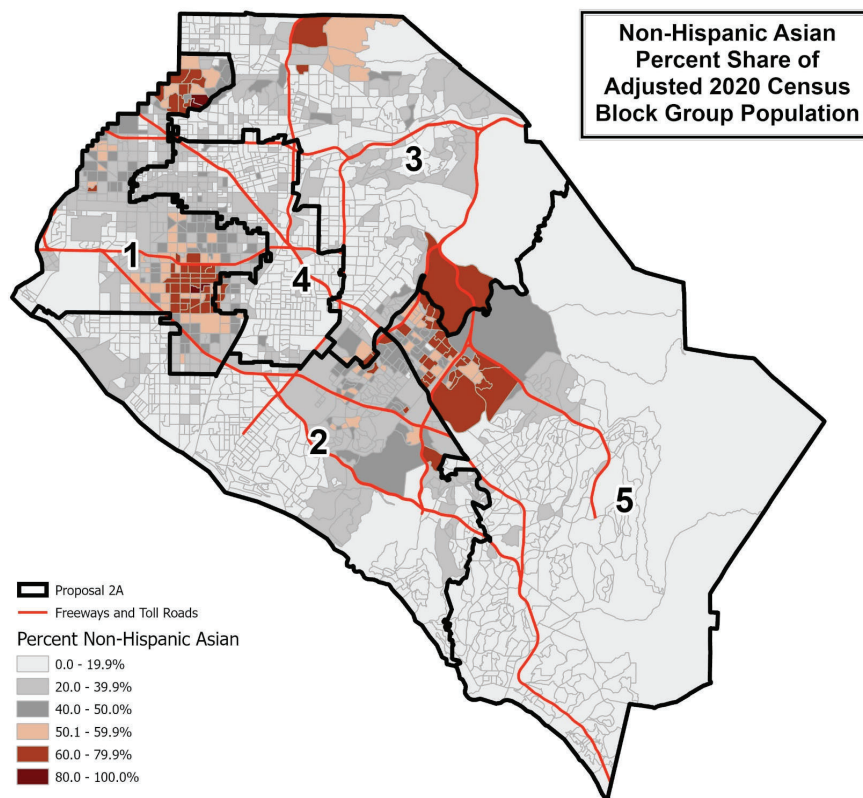 Non-Hispanic Asian
Percent Share of
Adjusted 2020 Census
Block Group Population
3
1
4
2
5
Proposal 2A
Freeways and Toll Roads
Percent Non-Hispanic Asian
0.0 - 19.9%
20.0 - 39.9%
40.0 - 50.0%
50.1 - 59.9%
60.0 - 79.9%
80.0 - 100.0%